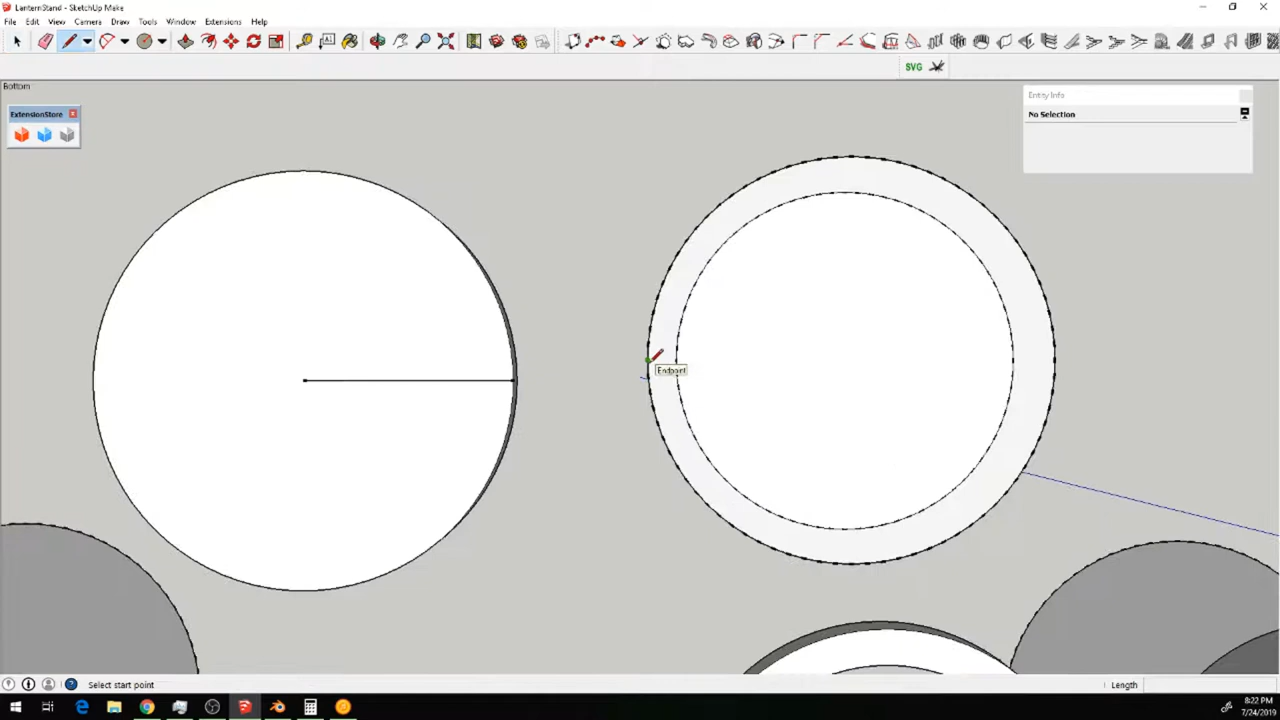 LanternStand - SketchUp Make
File Edit View Camera Draw Tools Window Extensions Help
SVG
Bottom
ExtensionStore
Entity Info
No Selection
Endpoint
Select start point
Length
8:22 PM
7/24/2019